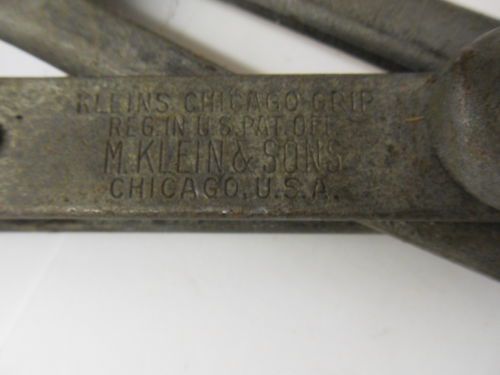 KLEINS CHICAGO GRIP
REG. IN U.S. PAT. OFF.
M. KLEIN & SONS
CHICAGO, U.S.A.